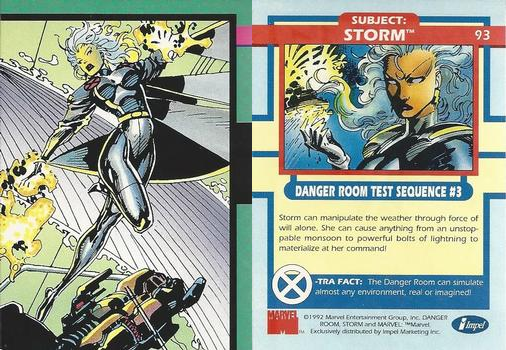 SUBJECT:
STORM™
93
DANGER ROOM TEST SEQUENCE #3
Storm can manipulate the weather through force
of will alone. She can cause anything from an unstop-
pable monsoon to powerful bolts of lightning to
materialize at her command!
X
-TRA FACT: The Danger Room can simulate
almost any environment, real or imagined!
MARVEL
©1992 Marvel Entertainment Group, Inc. DANGER
ROOM, STORM and MARVEL: ™Marvel.
Exclusively distributed by Impel Marketing Inc.
Impel